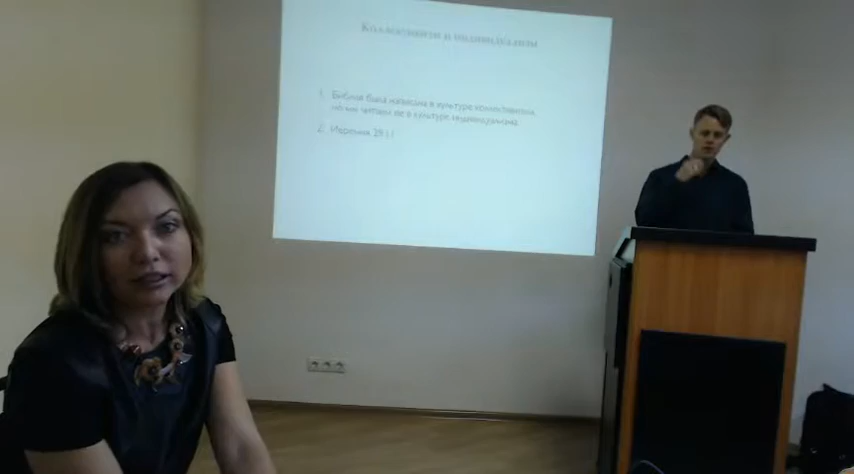 Коллективизм и индивидуализм
1. Библия была написана в культуре коллективизма,
но мы читаем ее в культуре индивидуализма.
2. Иеремия 29:11